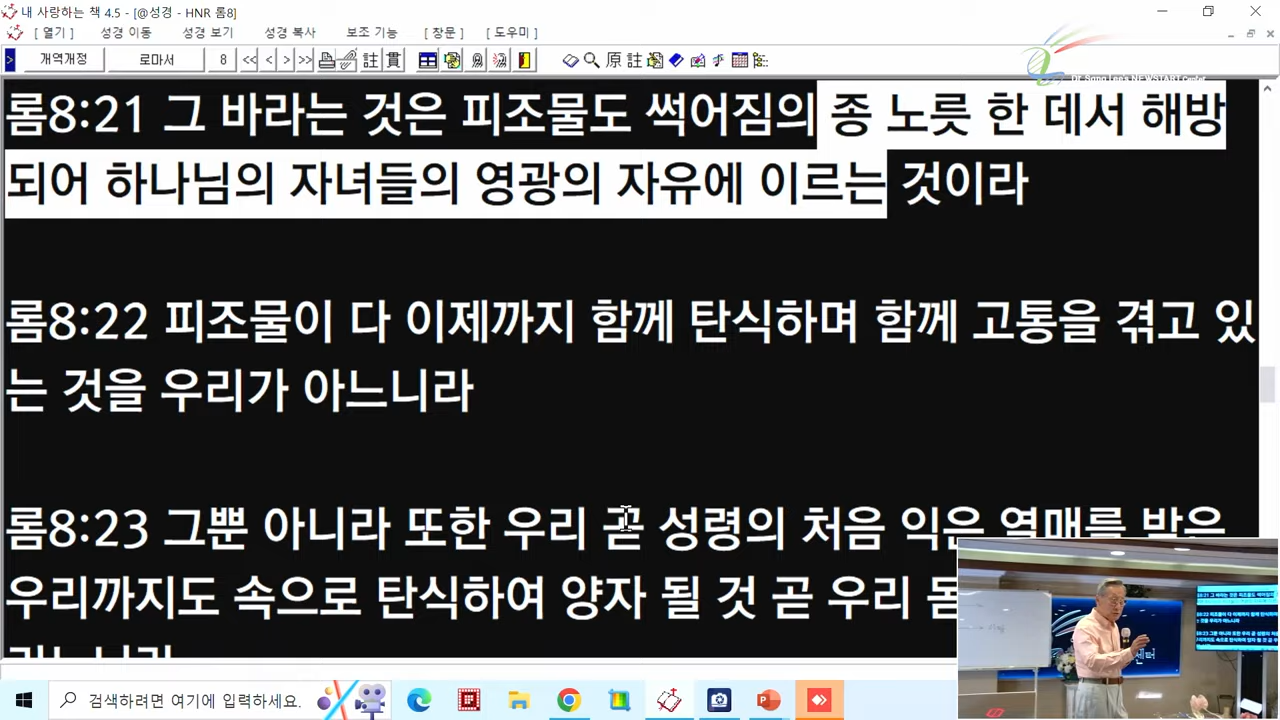 내 사랑하는 책 4.5 - [@성경 - HNR 롬8]
[ 열기 ] 성경 이동 성경 보기 성경 복사 보조 기능 [ 창문 ] [ 도우미 ]
Dr. Sang Lee's NEWSTART Center
개역개정 로마서 8 << < > >> 註 貫 原 註
롬8:21 그 바라는 것은 피조물도 썩어짐의 종 노릇 한 데서 해방
되어 하나님의 자녀들의 영광의 자유에 이르는 것이라
롬8:22 피조물이 다 이제까지 함께 탄식하며 함께 고통을 겪고 있
는 것을 우리가 아느니라
롬8:23 그뿐 아니라 또한 우리 곧 성령의 처음 익은 열매를 받은
우리까지도 속으로 탄식하여 양자 될 것 곧 우리
검색하려면 여기에 입력하세요.